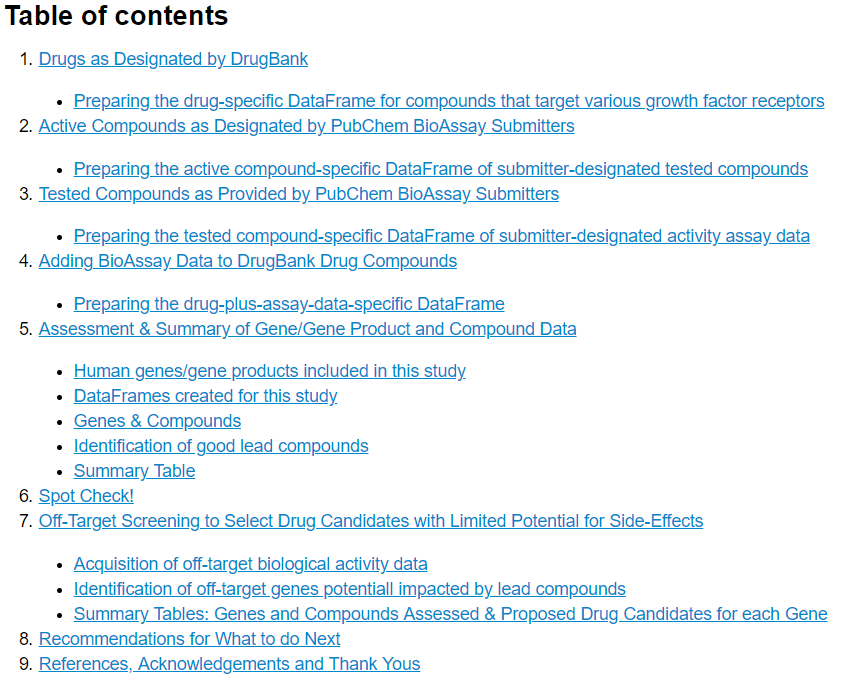 Table of contents
1. Drugs as Designated by DrugBank
• Preparing the drug-specific DataFrame for compounds that target various growth factor receptors
2. Active Compounds as Designated by PubChem BioAssay Submitters
• Preparing the active compound-specific DataFrame of submitter-designated tested compounds
3. Tested Compounds as Provided by PubChem BioAssay Submitters
• Preparing the tested compound-specific DataFrame of submitter-designated activity assay data
4. Adding BioAssay Data to DrugBank Drug Compounds
• Preparing the drug-plus-assay-data-specific DataFrame
5. Assessment & Summary of Gene/Gene Product and Compound Data
• Human genes/gene products included in this study
• DataFrames created for this study
• Genes & Compounds
• Identification of good lead compounds
• Summary Table
6. Spot Check!
7. Off-Target Screening to Select Drug Candidates with Limited Potential for Side-Effects
• Acquisition of off-target biological activity data
• Identification of off-target genes potentiall impacted by lead compounds
• Summary Tables: Genes and Compounds Assessed & Proposed Drug Candidates for each Gene
8. Recommendations for What to do Next
9. References, Acknowledgements and Thank Yous